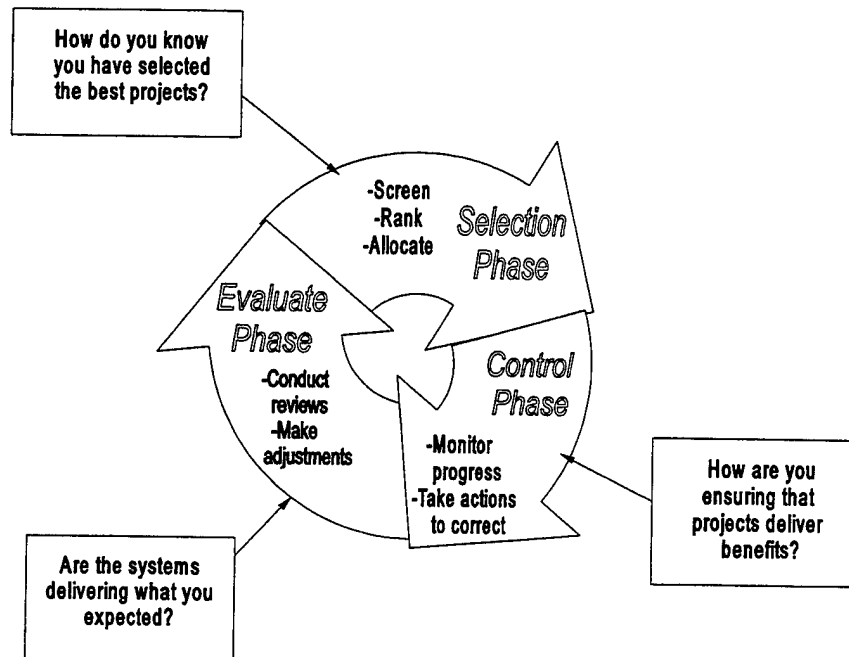 How do you know
you have selected
the best projects?
-Screen
-Rank
-Allocate
Selection
Phase
Evaluate
Phase
-Conduct
reviews
-Make
adjustments
Control
Phase
-Monitor
progress
-Take actions
to correct
How are you
ensuring that
projects deliver
benefits?
Are the systems
delivering what you
expected?